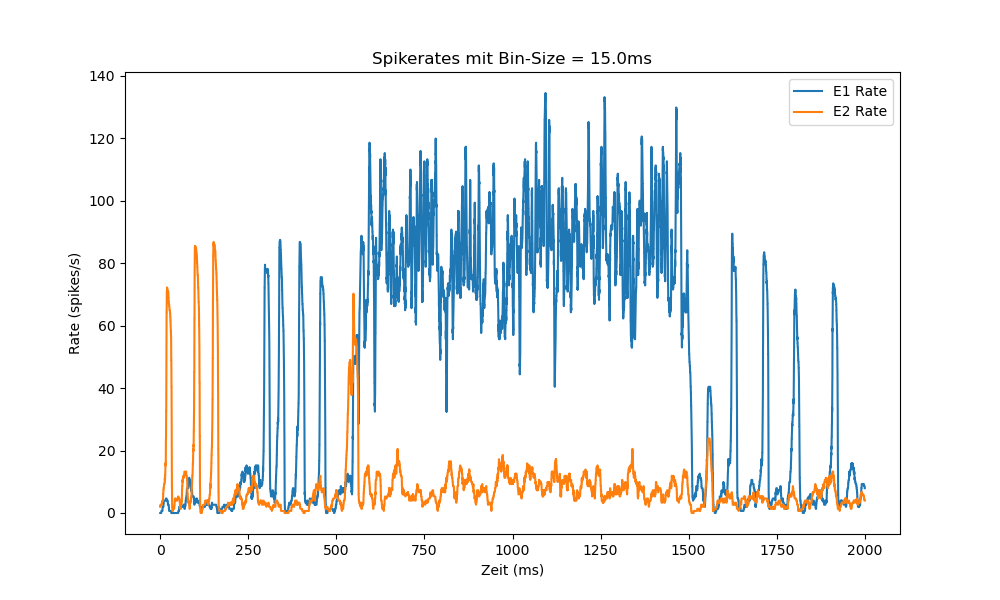 Spikerates mit Bin-Size = 15.0ms
E1 Rate
E2 Rate
Rate (spikes/s)
140
120
100
80
60
40
20
0
0 250 500 750 1000 1250 1500 1750 2000
Zeit (ms)